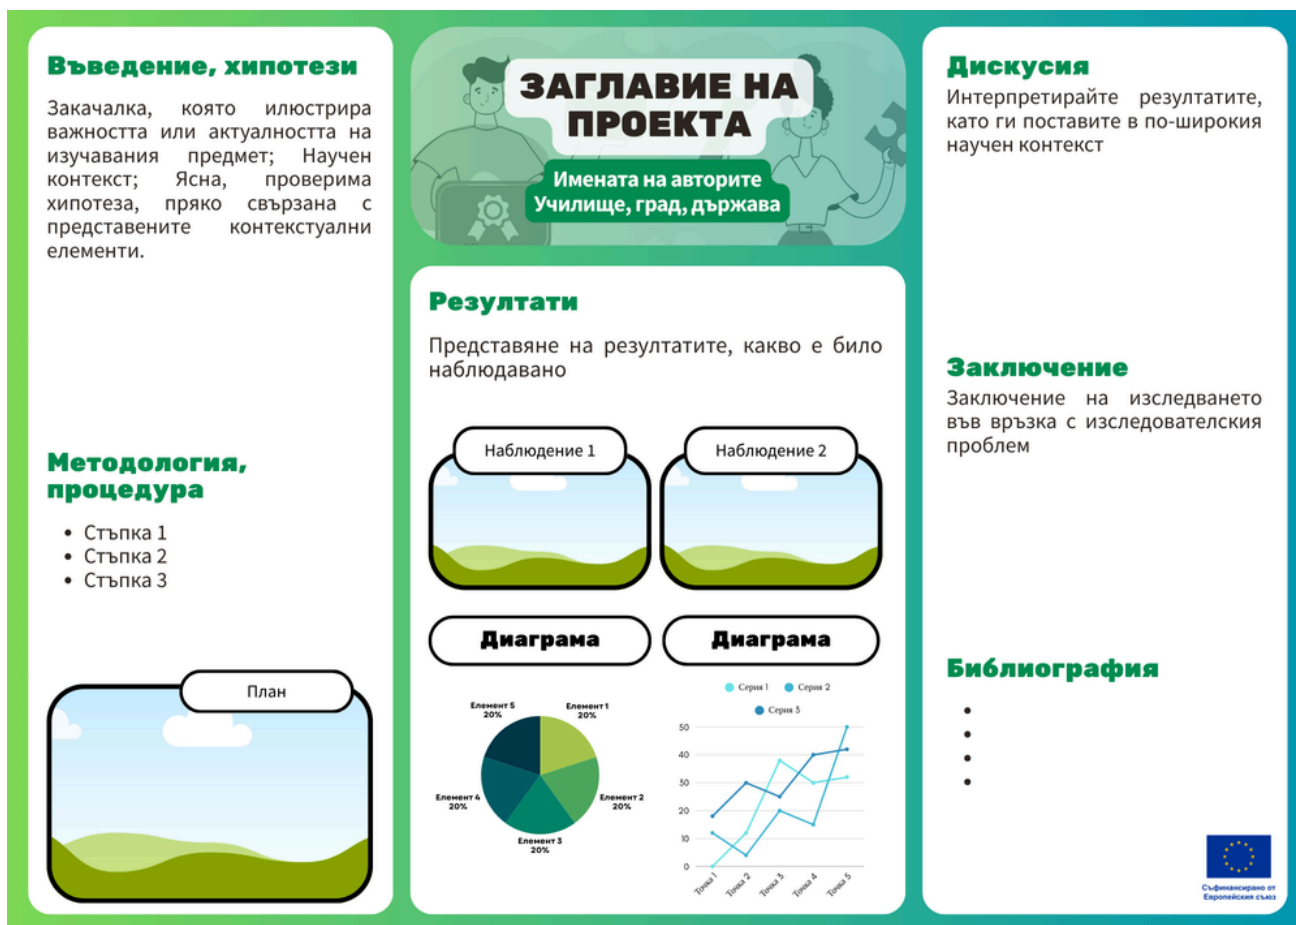 Въведение, хипотези
Закачалка, която илюстрира
важността или актуалността на
изучавания предмет; Научен
контекст; Ясна, проверима
хипотеза, пряко свързана с
представените контекстуални
елементи.
Методология,
процедура
• Стъпка 1
• Стъпка 2
• Стъпка 3
План
ЗАГЛАВИЕ НА
ПРОЕКТА
Имената на авторите
Училище, град, държава
Резултати
Представяне на резултатите, какво е било
наблюдавано
Наблюдение 1
Наблюдение 2
Диаграма
Елемент 5
20%
Елемент 1
20%
Елемент 4
20%
Елемент 2
20%
Елемент 3
20%
Диаграма
Серия 1
Серия 2
Серия 3
50
40
30
20
10
0
Точка 1
Точка 2
Точка 3
Точка 4
Точка 5
Дискусия
Интерпретирайте резултатите,
като ги поставите в по-широкия
научен контекст
Заключение
Заключение на изследването
във връзка с изследователския
проблем
Библиография
Съфинансирано от
Европейския съюз